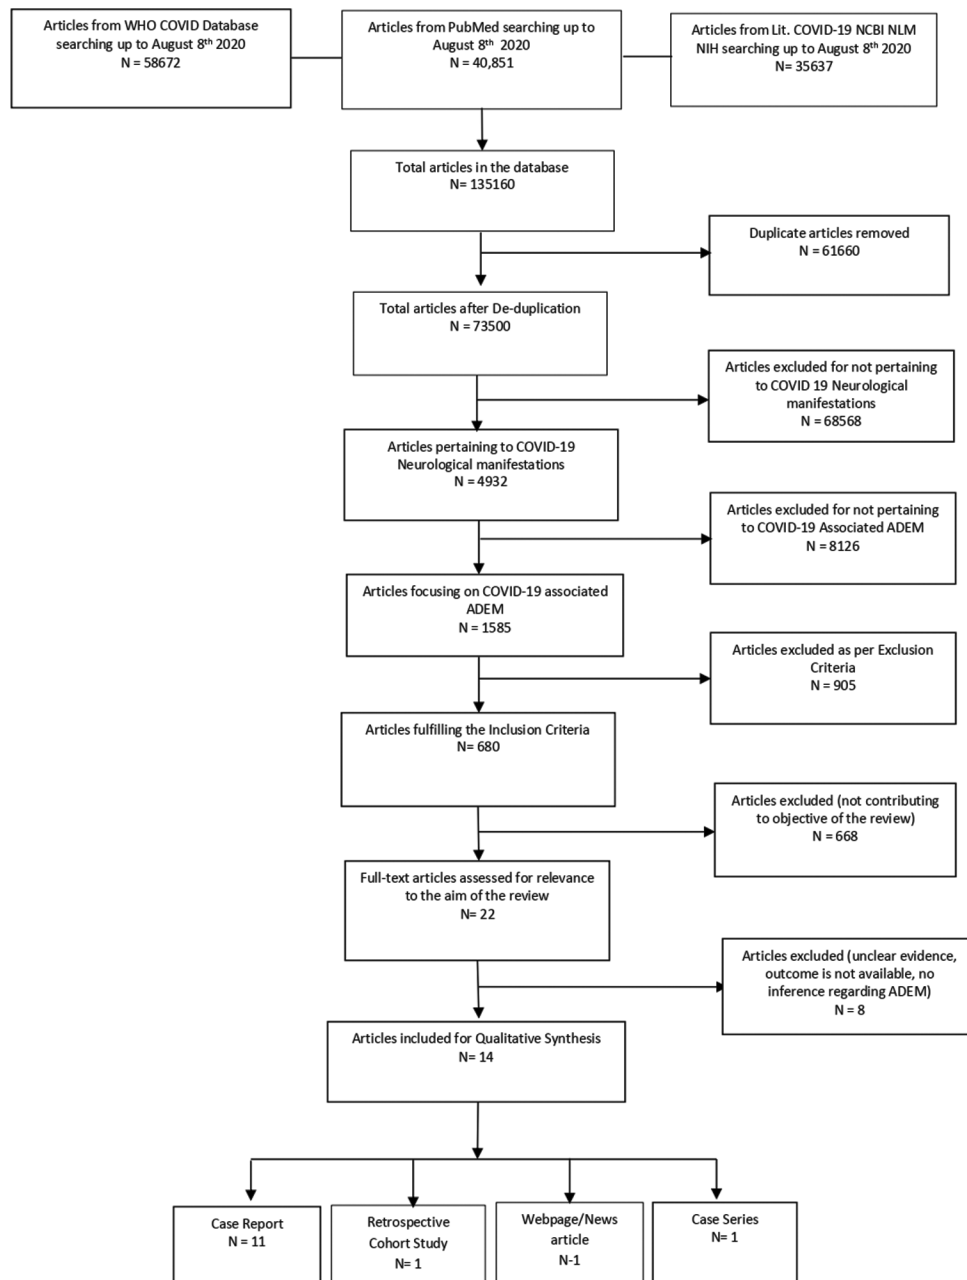 Articles from WHO COVID Database
searching up to August 8th 2020
N = 58672
Articles from PubMed searching up to
August 8th 2020
N = 40,851
Articles from Lit. COVID-19 NCBI NLM
NIH searching up to August 8th 2020
N= 35637
Total articles in the database
N= 135160
Duplicate articles removed
N = 61660
Total articles after De-duplication
N = 73500
Articles excluded for not pertaining
to COVID 19 Neurological
manifestations
N = 68568
Articles pertaining to COVID-19
Neurological manifestations
N = 4932
Articles excluded for not pertaining
to COVID-19 Associated ADEM
N = 8126
Articles focusing on COVID-19 associated
ADEM
N = 1585
Articles excluded as per Exclusion
Criteria
N = 905
Articles fulfilling the Inclusion Criteria
N= 680
Articles excluded (not contributing
to objective of the review)
N = 668
Full-text articles assessed for relevance
to the aim of the review
N= 22
Articles excluded (unclear evidence,
outcome is not available, no
inference regarding ADEM)
N = 8
Articles included for Qualitative Synthesis
N= 14
Case Report
N = 11
Retrospective
Cohort Study
N= 1
Webpage/News
article
N-1
Case Series
N= 1